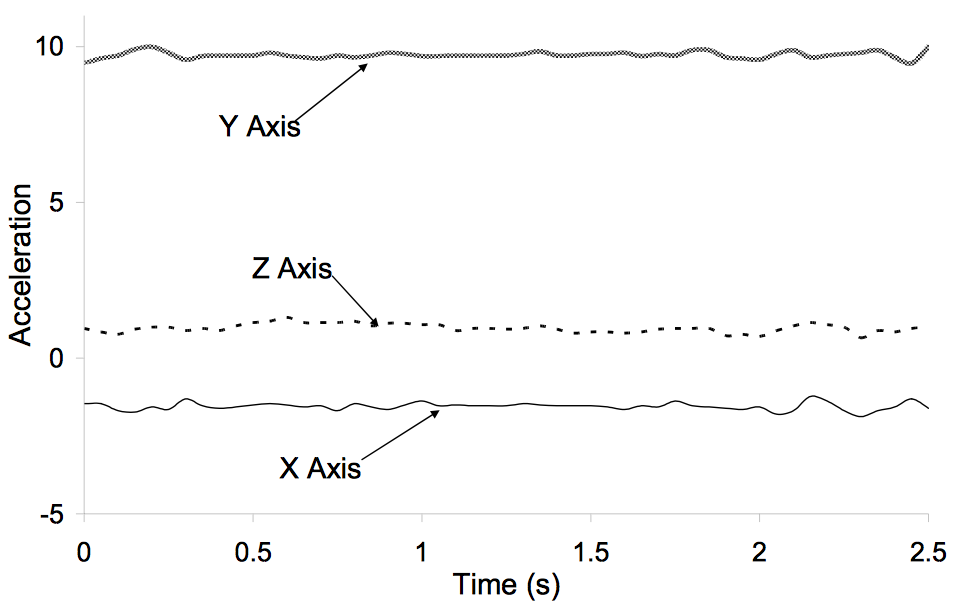 10
Y Axis
5
Acceleration
Z Axis
0
X Axis
-5
0 0.5 1 1.5 2 2.5
Time (s)